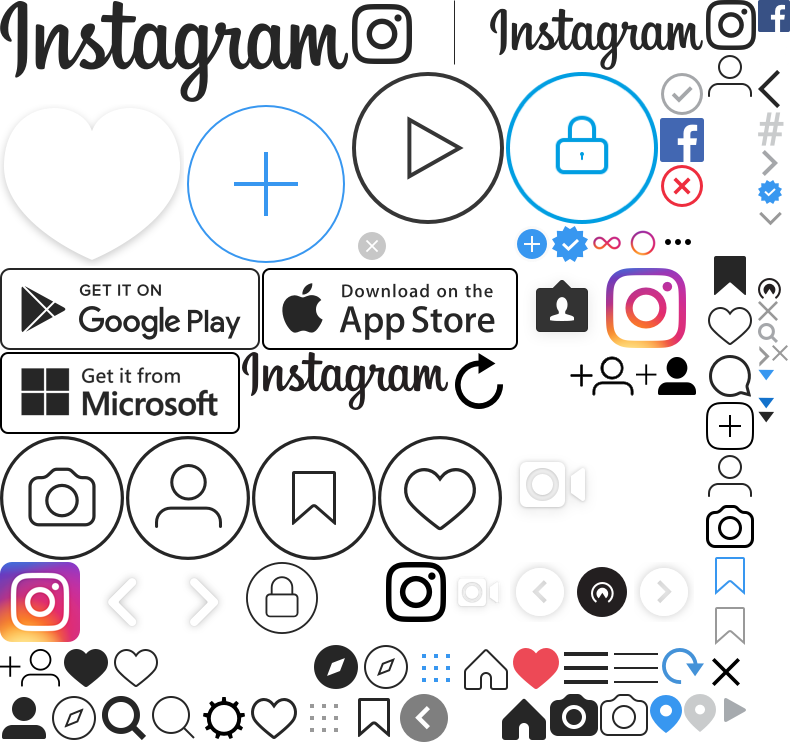 Instagram
Instagram
GET IT ON
Google Play
Download on the
App Store
Get it from
Microsoft
Instagram